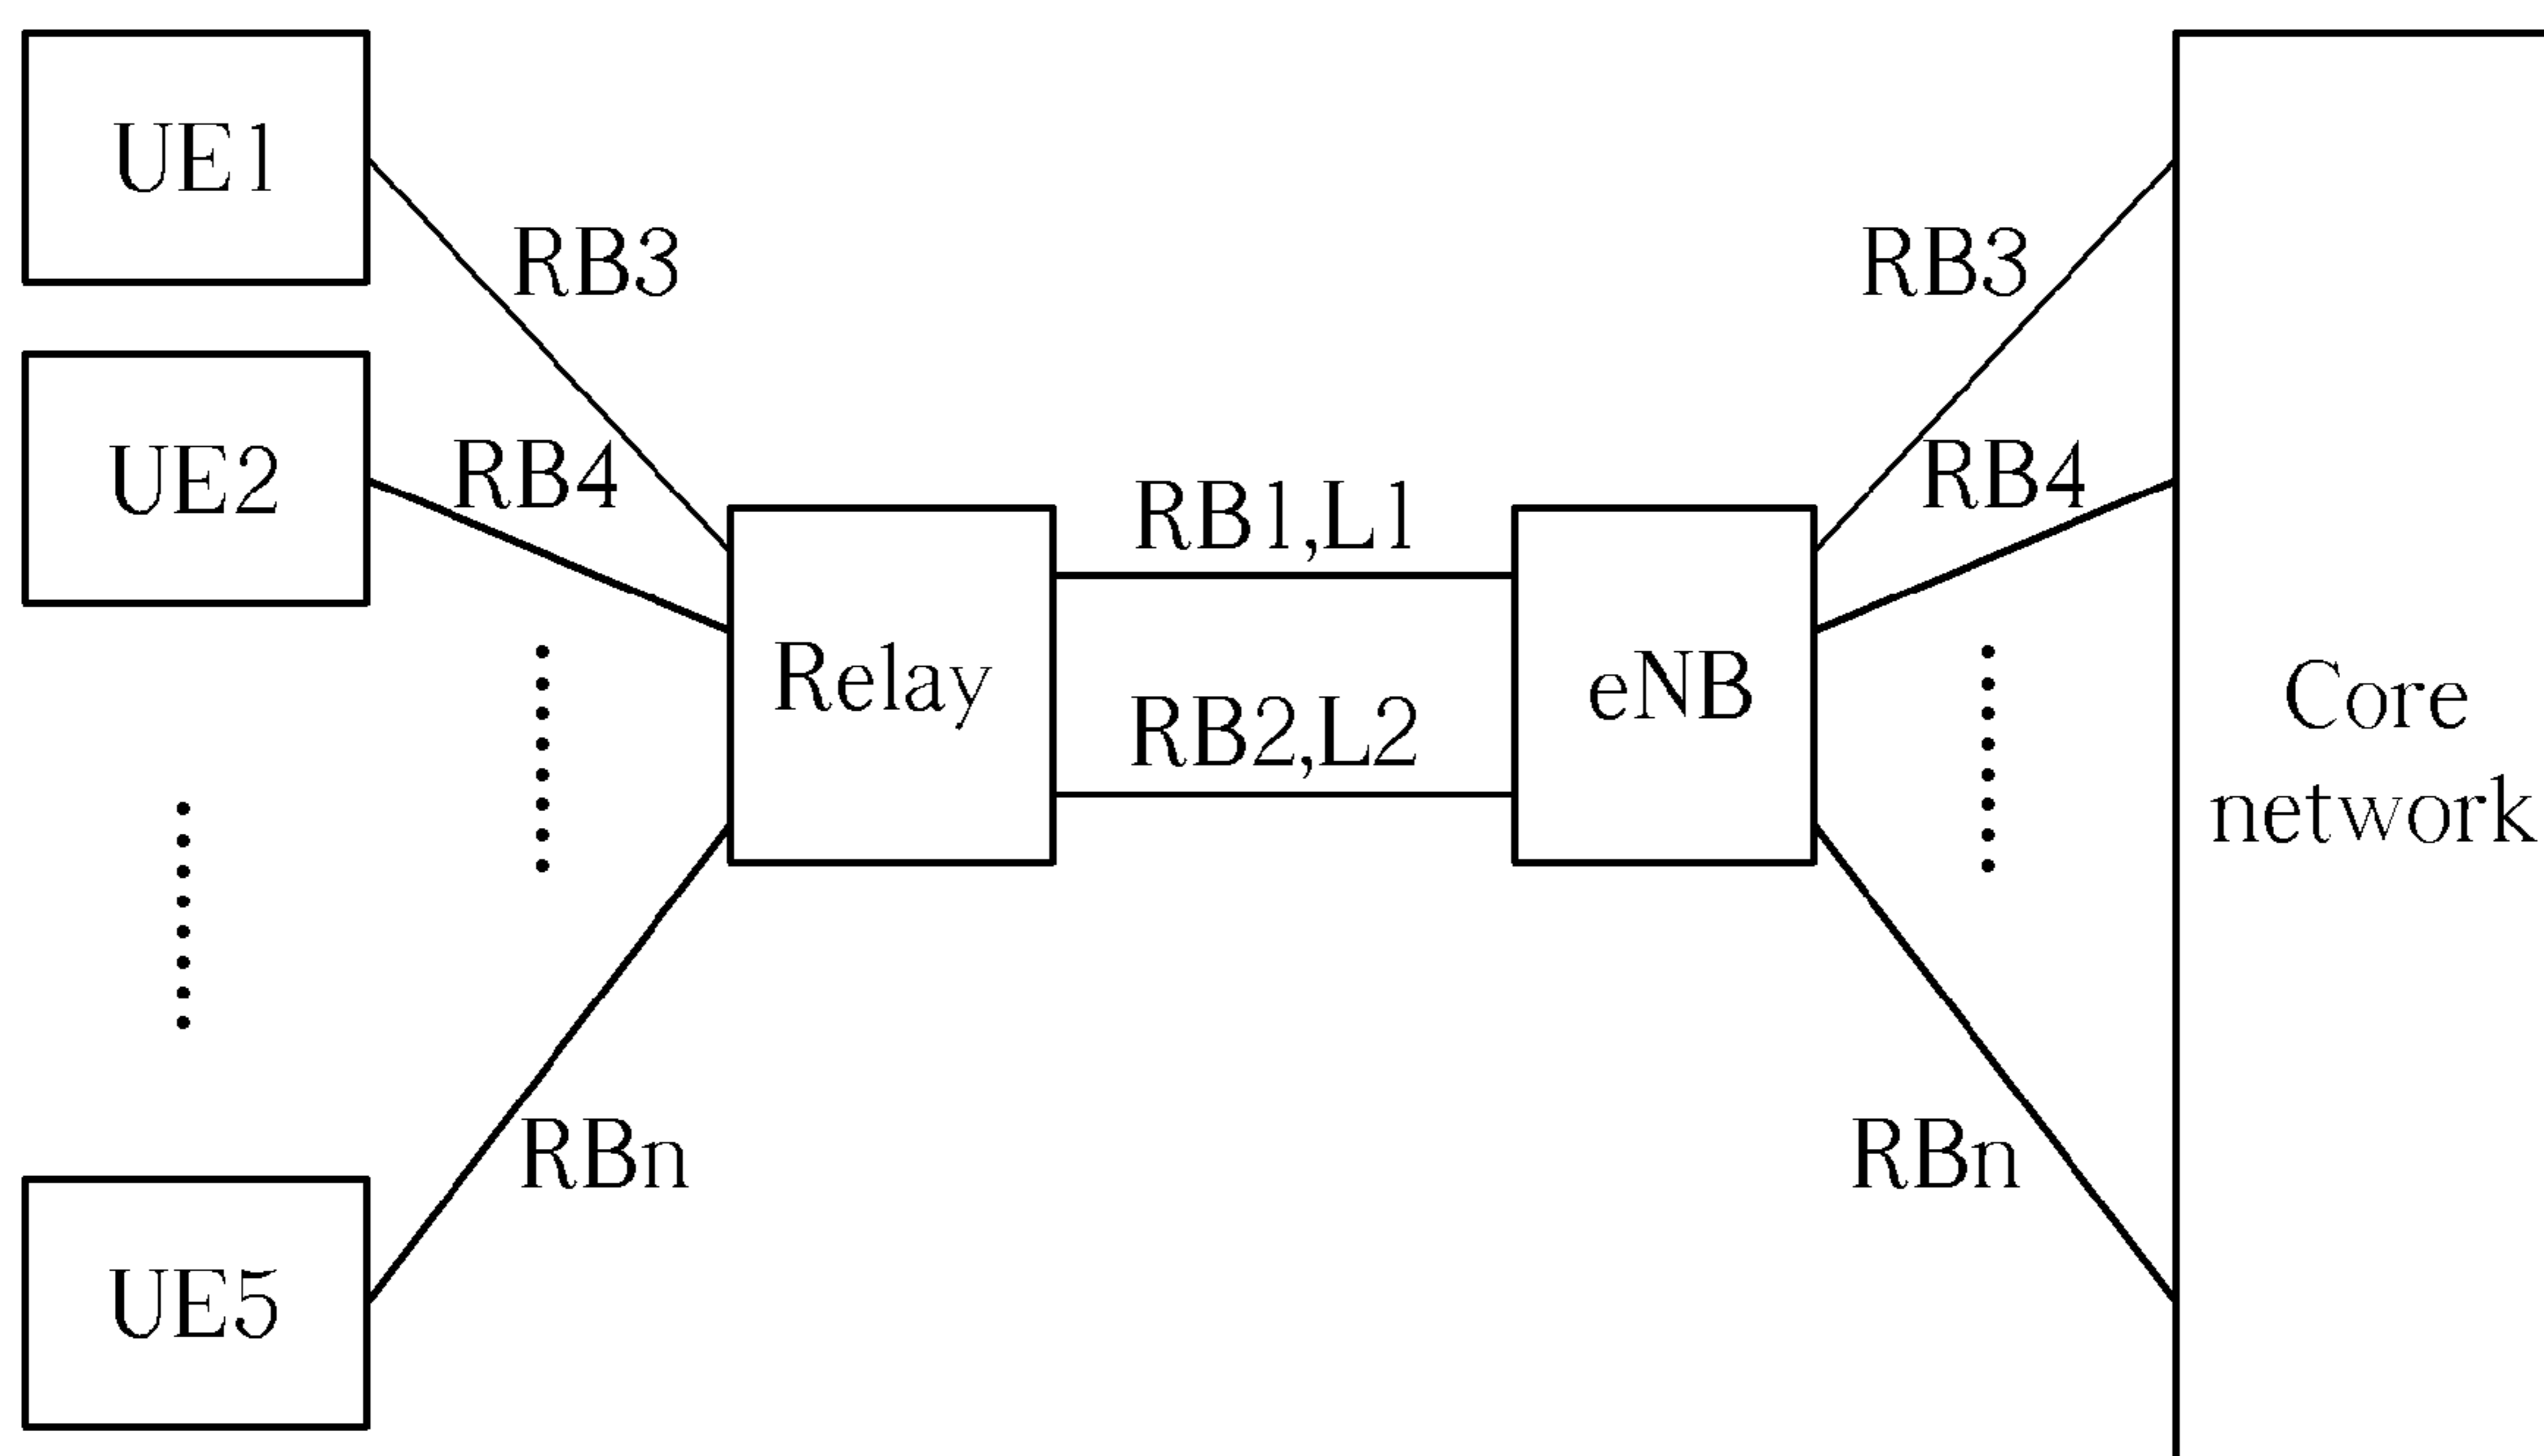 UE1
RB3
RB3
UE2
RB4
RB4
RB1,L1
Relay
eNB
RB2,L2
Core
network
RBn
RBn
UE5